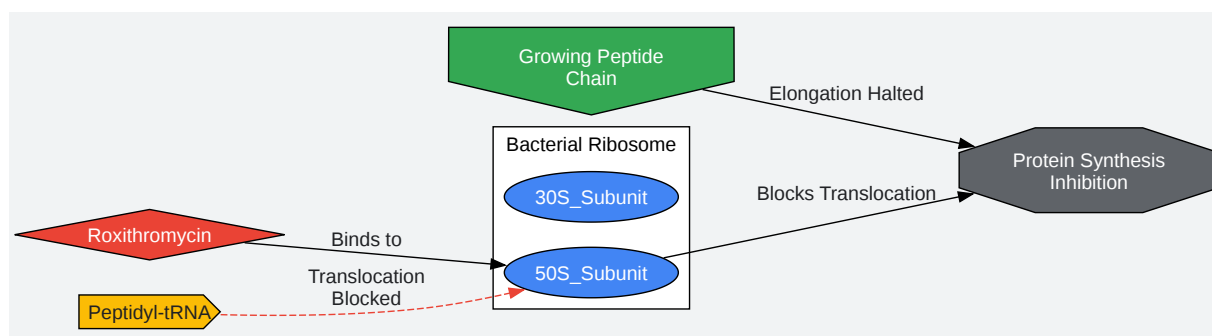 Growing Peptide
Chain
Elongation Halted
Bacterial Ribosome
Protein Synthesis
Inhibition
30S_Subunit
Blocks Translocation
Roxithromycin
Binds to
50S_Subunit
Translocation
Blocked
Peptidyl-tRNA